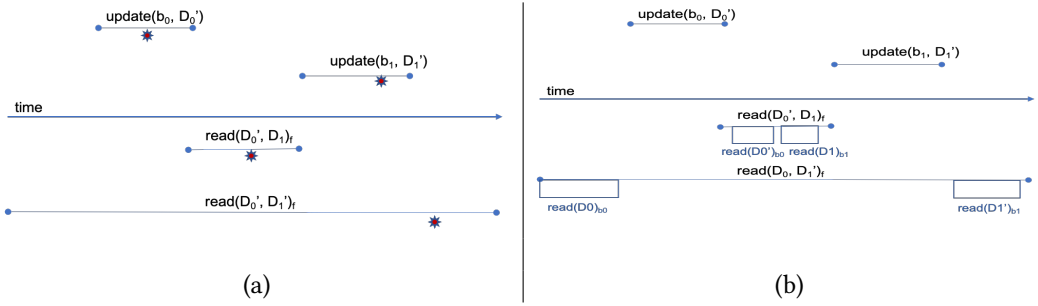 update(b₀, D₀')
update(b₁, D₁')
time
read(D₀', D₁)f
read(D₀', D₁')f
(a)
update(b₀, D₀')
update(b₁, D₁')
time
read(D₀', D₁)f
read(D0')b0 read(D1)b1
read(D₀, D₁')f
read(D0)b0
read(D1')b1
(b)